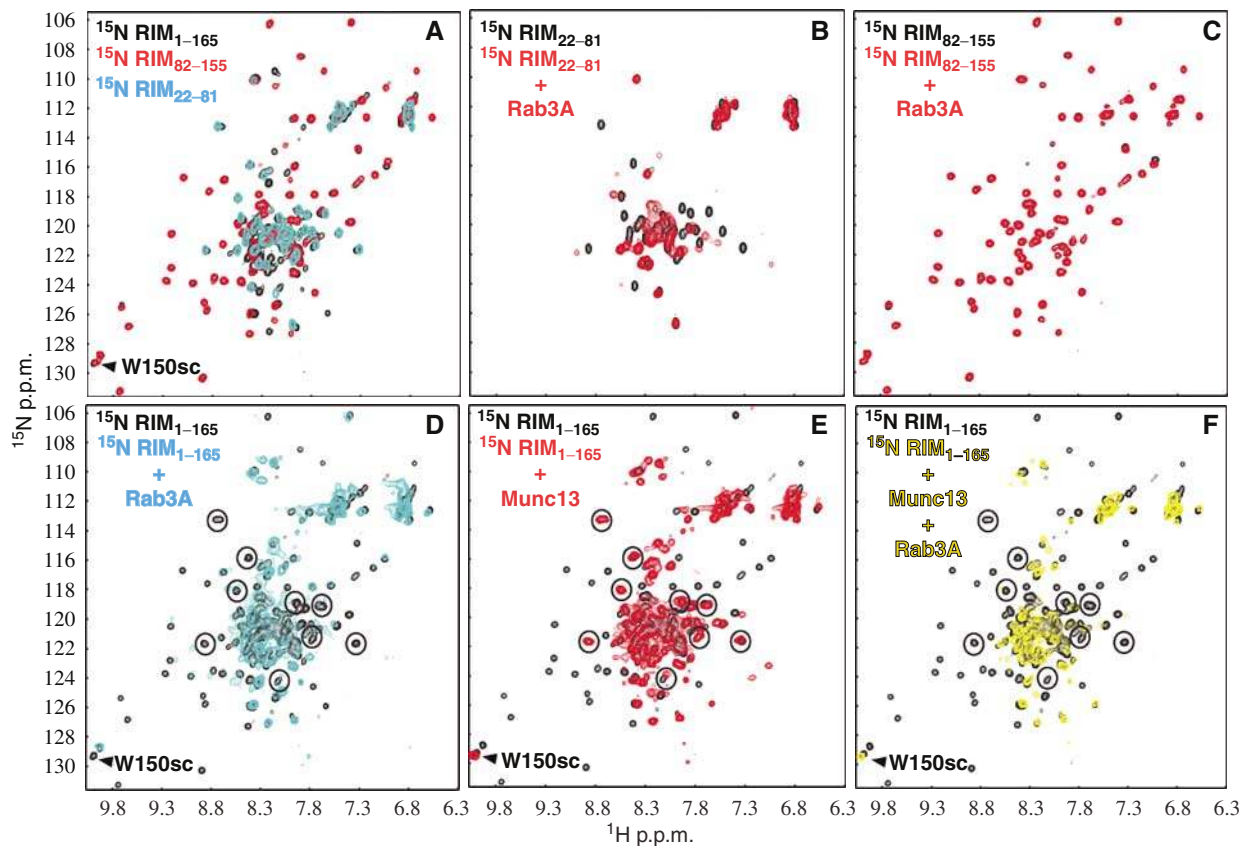 A
¹⁵N RIM₁₋₁₆₅
¹⁵N RIM₈₂₋₁₅₅
¹⁵N RIM₂₂₋₈₁
W150sc
B
¹⁵N RIM₂₂₋₈₁
¹⁵N RIM₂₂₋₈₁
+
Rab3A
C
¹⁵N RIM₈₂₋₁₅₅
¹⁵N RIM₈₂₋₁₅₅
+
Rab3A
106
108
110
112
114
116
118
120
122
124
126
128
130
¹⁵N p.p.m.
D
¹⁵N RIM₁₋₁₆₅
¹⁵N RIM₁₋₁₆₅
+
Rab3A
W150sc
E
¹⁵N RIM₁₋₁₆₅
¹⁵N RIM₁₋₁₆₅
+
Munc13
W150sc
F
¹⁵N RIM₁₋₁₆₅
¹⁵N RIM₁₋₁₆₅
+
Munc13
+
Rab3A
W150sc
106
108
110
112
114
116
118
120
122
124
126
128
130
9.8 9.3 8.8 8.3 7.8 7.3 6.8 6.3
9.8 9.3 8.8 8.3 7.8 7.3 6.8 6.3
9.8 9.3 8.8 8.3 7.8 7.3 6.8 6.3
¹H p.p.m.